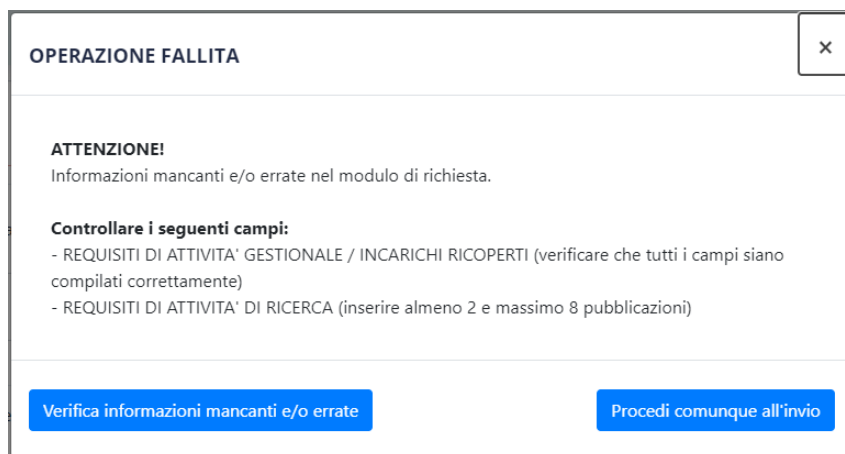 OPERAZIONE FALLITA
×
ATTENZIONE!
Informazioni mancanti e/o errate nel modulo di richiesta.
Controllare i seguenti campi:
- REQUISITI DI ATTIVITA' GESTIONALE / INCARICHI RICOPERTI (verificare che tutti i campi siano
compilati correttamente)
- REQUISITI DI ATTIVITA' DI RICERCA (inserire almeno 2 e massimo 8 pubblicazioni)
Verifica informazioni mancanti e/o errate
Procedi comunque all'invio